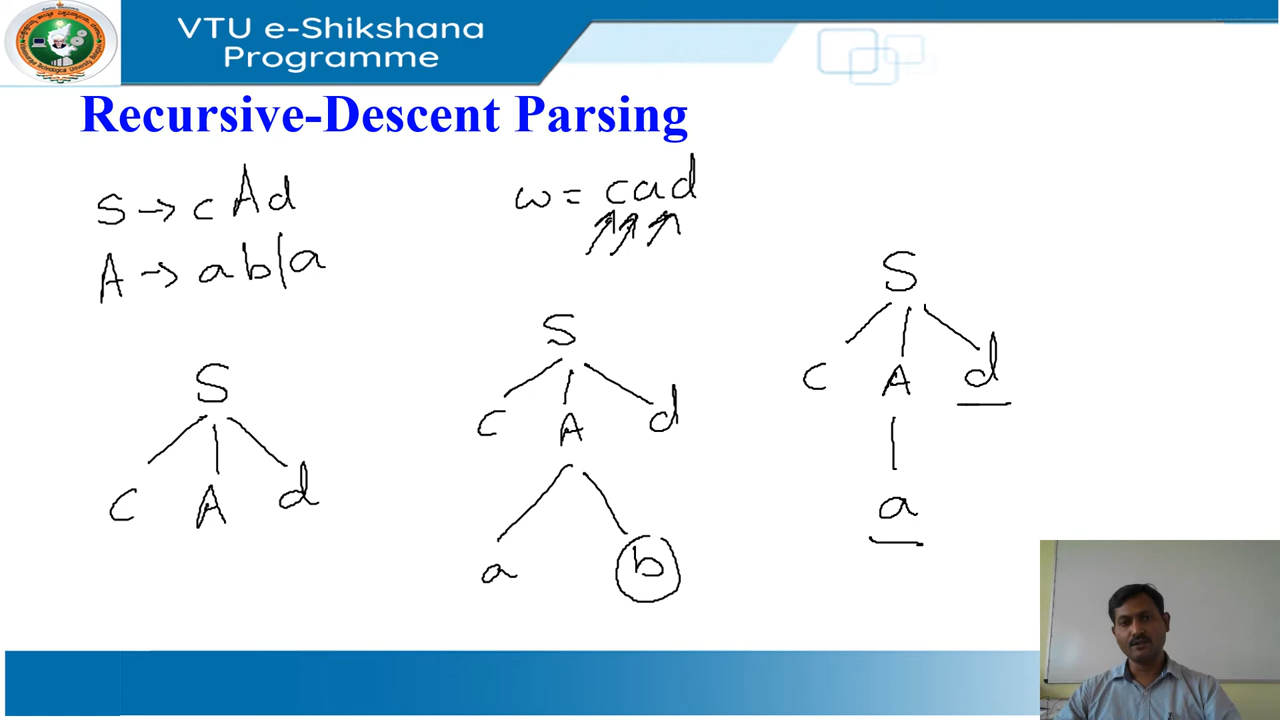 VTU e-Shikshana
Programme
Recursive-Descent Parsing
S → cAd
A → ab|a
w = cad
S
c A d
S
c A d
a b
S
c A d
a